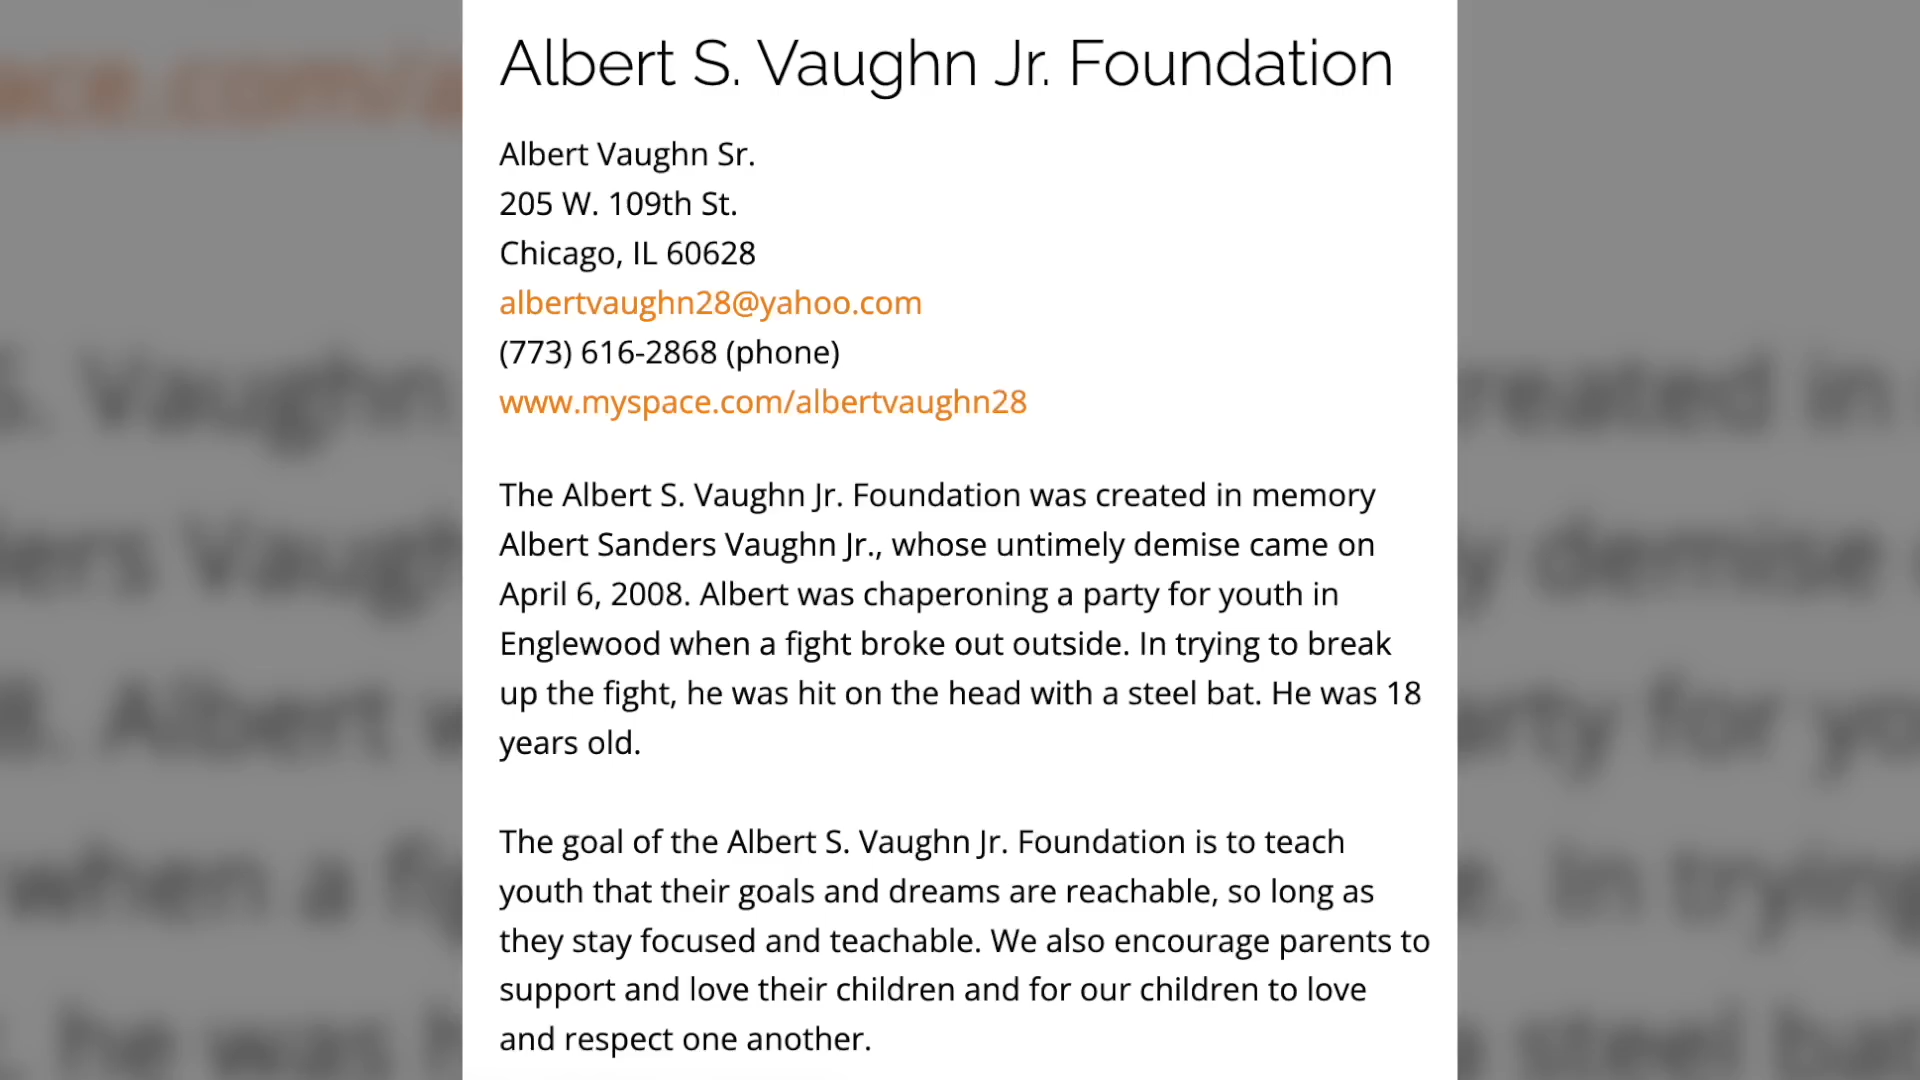 Albert S. Vaughn Jr. Foundation
Albert Vaughn Sr.
205 W. 109th St.
Chicago, IL 60628
albertvaughn28@yahoo.com
(773) 616-2868 (phone)
www.myspace.com/albertvaughn28
The Albert S. Vaughn Jr. Foundation was created in memory
Albert Sanders Vaughn Jr., whose untimely demise came on
April 6, 2008. Albert was chaperoning a party for youth in
Englewood when a fight broke out outside. In trying to break
up the fight, he was hit on the head with a steel bat. He was 18
years old.
The goal of the Albert S. Vaughn Jr. Foundation is to teach
youth that their goals and dreams are reachable, so long as
they stay focused and teachable. We also encourage parents to
support and love their children and for our children to love
and respect one another.